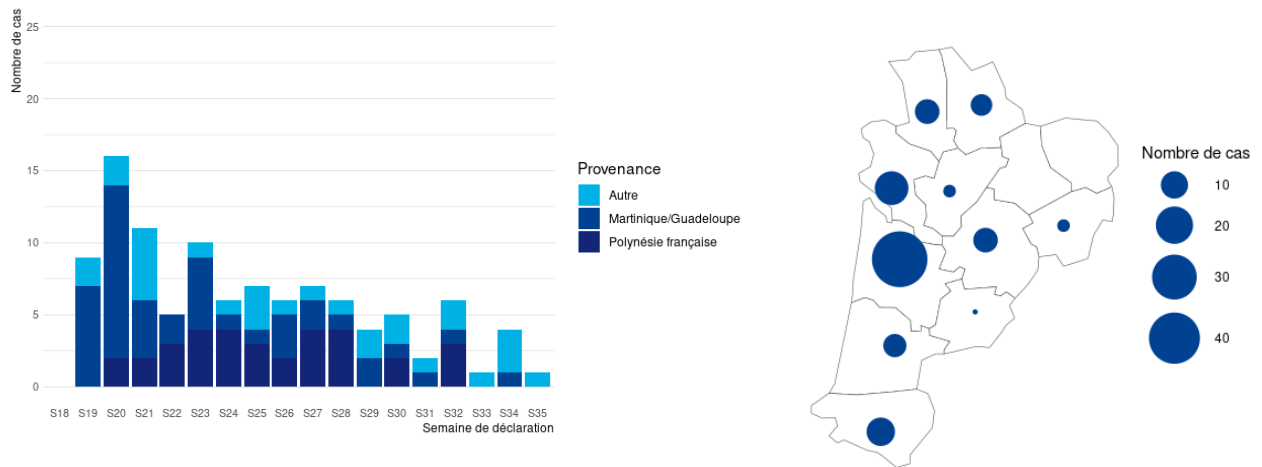 Nombre de cas
25
20
15
10
5
0
S18 S19 S20 S21 S22 S23 S24 S25 S26 S27 S28 S29 S30 S31 S32 S33 S34 S35
Semaine de déclaration
Provenance
Autre
Martinique/Guadeloupe
Polynésie française
Nombre de cas
10
20
30
40